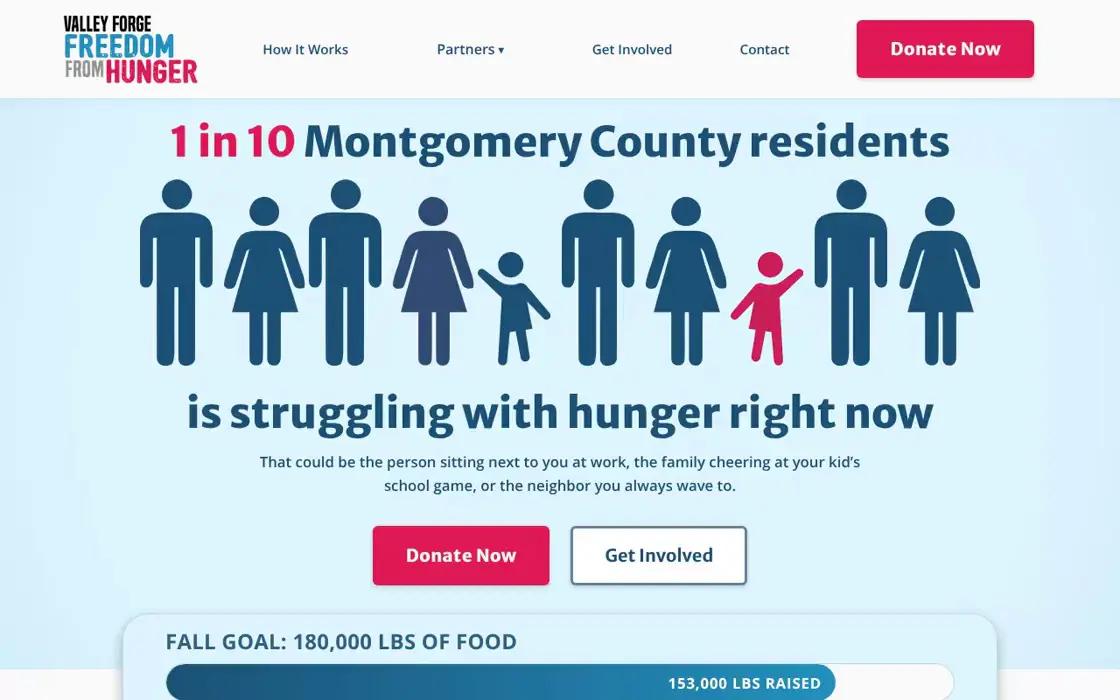 VALLEY FORGE
FREEDOM
FROM HUNGER
How It Works
Partners ▾
Get Involved
Contact
Donate Now
1 in 10 Montgomery County residents
is struggling with hunger right now
That could be the person sitting next to you at work, the family cheering at your kid’s
school game, or the neighbor you always wave to.
Donate Now
Get Involved
FALL GOAL: 180,000 LBS OF FOOD
153,000 LBS RAISED